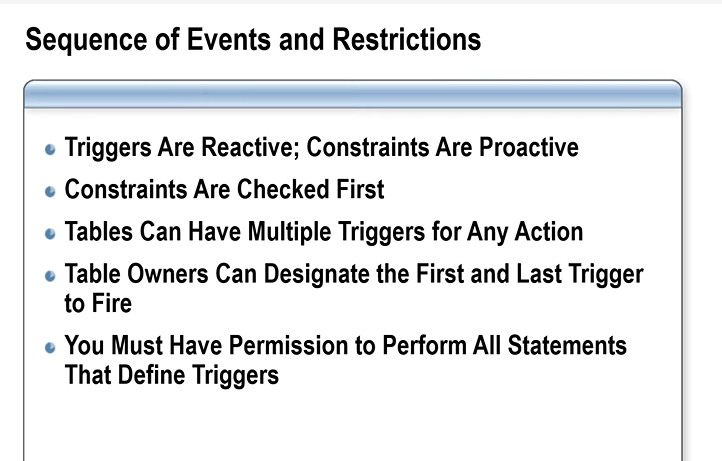 Sequence of Events and Restrictions
Triggers Are Reactive; Constraints Are Proactive
Constraints Are Checked First
Tables Can Have Multiple Triggers for Any Action
Table Owners Can Designate the First and Last Trigger
to Fire
You Must Have Permission to Perform All Statements
That Define Triggers